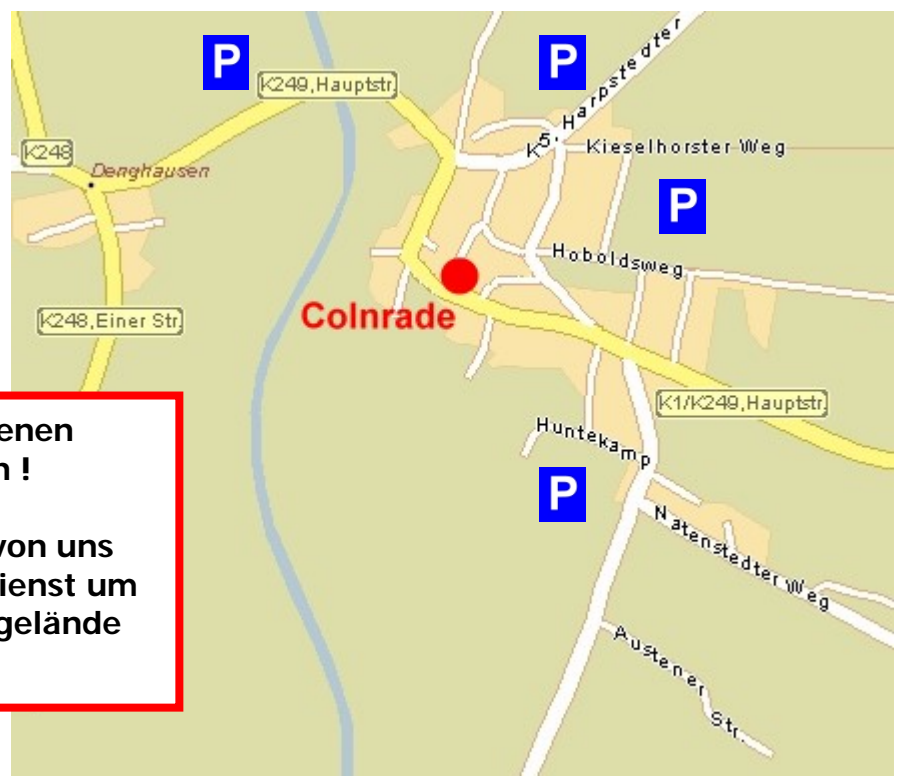 P
P
K249,Hauptstr.
K5. Harpstedter
K248
Kieselhorster Weg
Denghausen
P
Hoboldsweg
Colnrade
K248,Einer Str.
K1/K249,Hauptstr.
Huntekamp
P
Natenstedter Weg
Austener Str.
enen
n !
von uns
ienst um
gelände